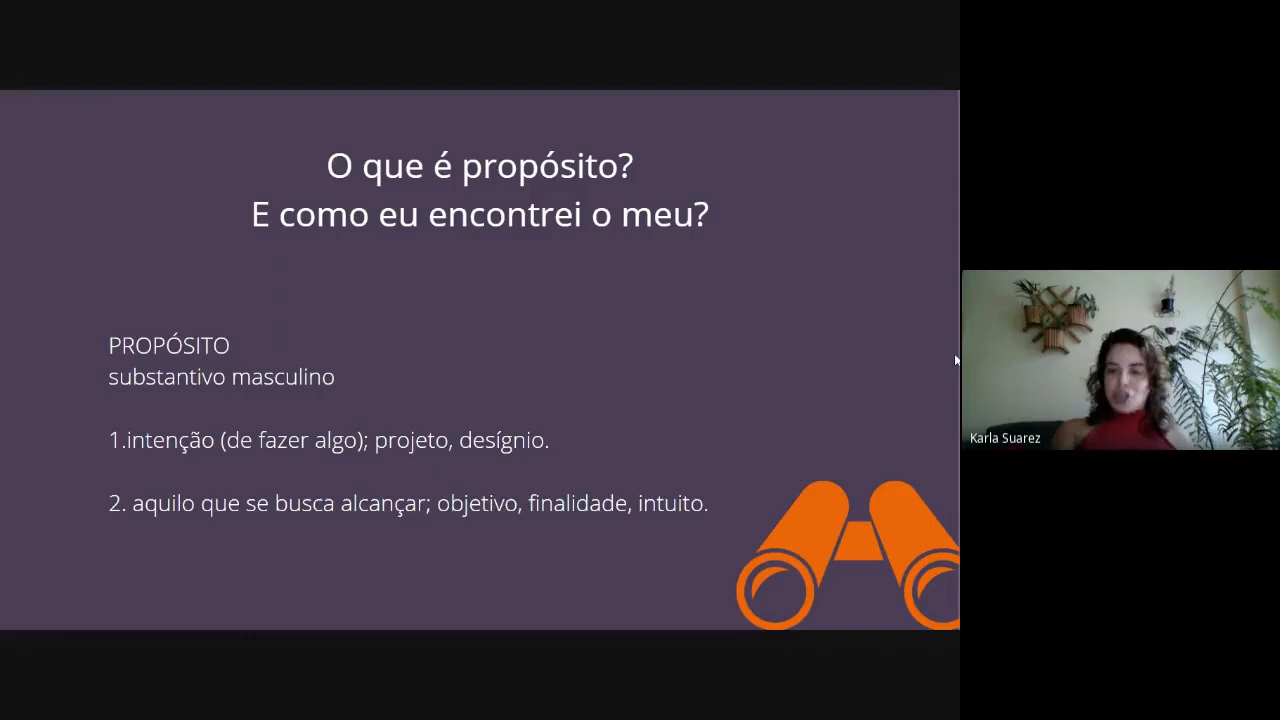 O que é propósito?
E como eu encontrei o meu?
PROPÓSITO
substantivo masculino
1.intenção (de fazer algo); projeto, desígnio.
2. aquilo que se busca alcançar; objetivo, finalidade, intuito.
Karla Suarez